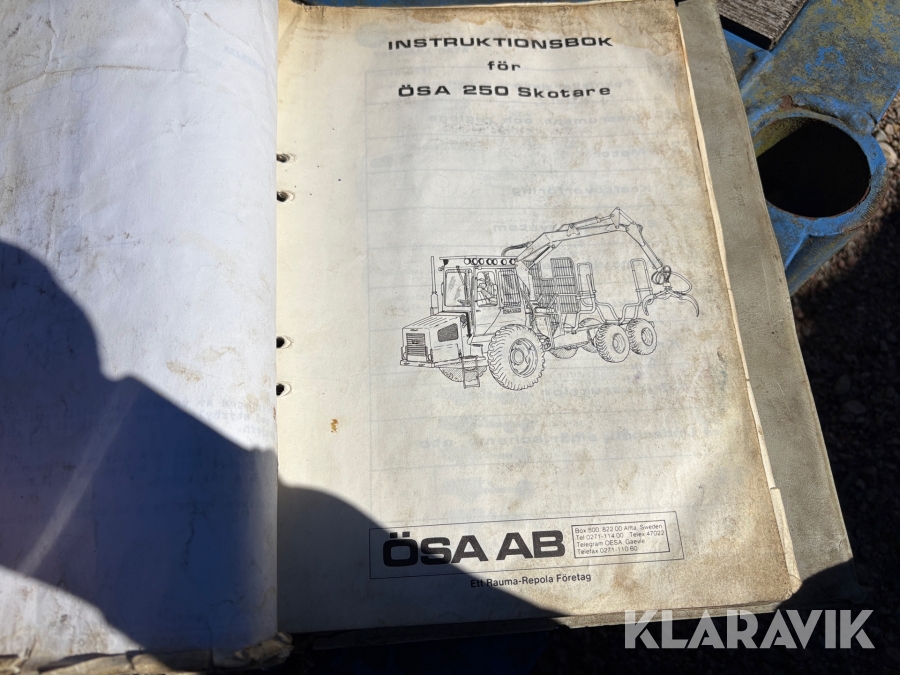 INSTRUKTIONSBOK
för
ÖSA 250 Skotare
ÖSA AB
Box 500, 822 00 Alfta, Sweden
Tel 0271-114 00 Telex 47022
Telegram OESA, Gaevle
Telefax 0271-110 60
Ett Rauma-Repola Företag
KLARAVIK